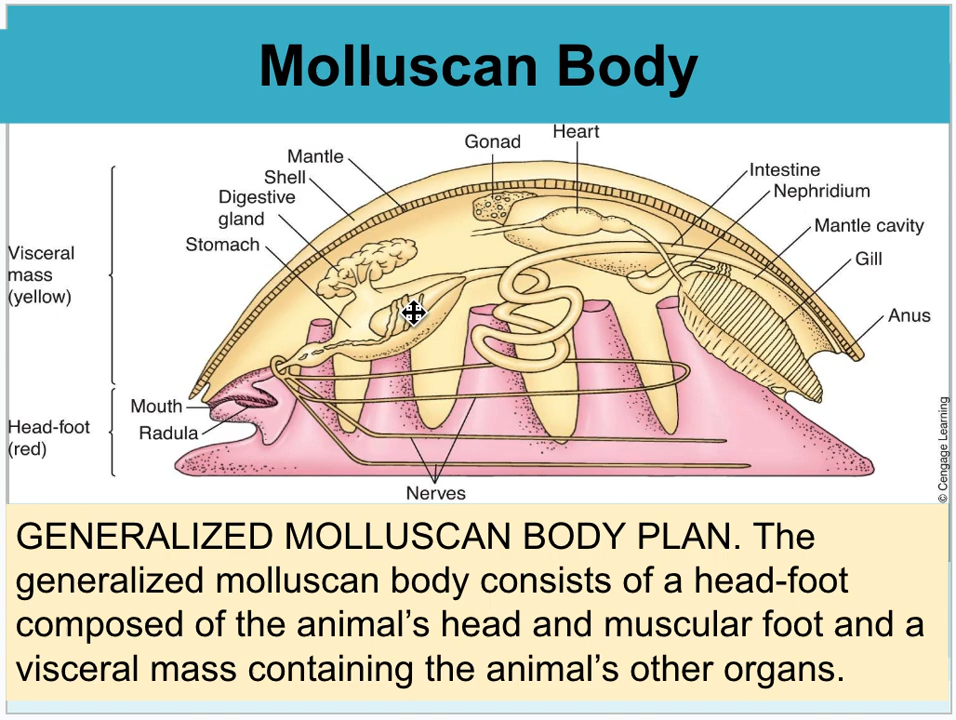 Molluscan Body
Heart
Gonad
Mantle
Shell
Digestive
gland
Stomach
Intestine
Nephridium
Mantle cavity
Gill
Anus
Visceral
mass
(yellow)
Mouth
Radula
Head-foot
(red)
Nerves
© Cengage Learning
GENERALIZED MOLLUSCAN BODY PLAN. The
generalized molluscan body consists of a head-foot
composed of the animal’s head and muscular foot and a
visceral mass containing the animal’s other organs.